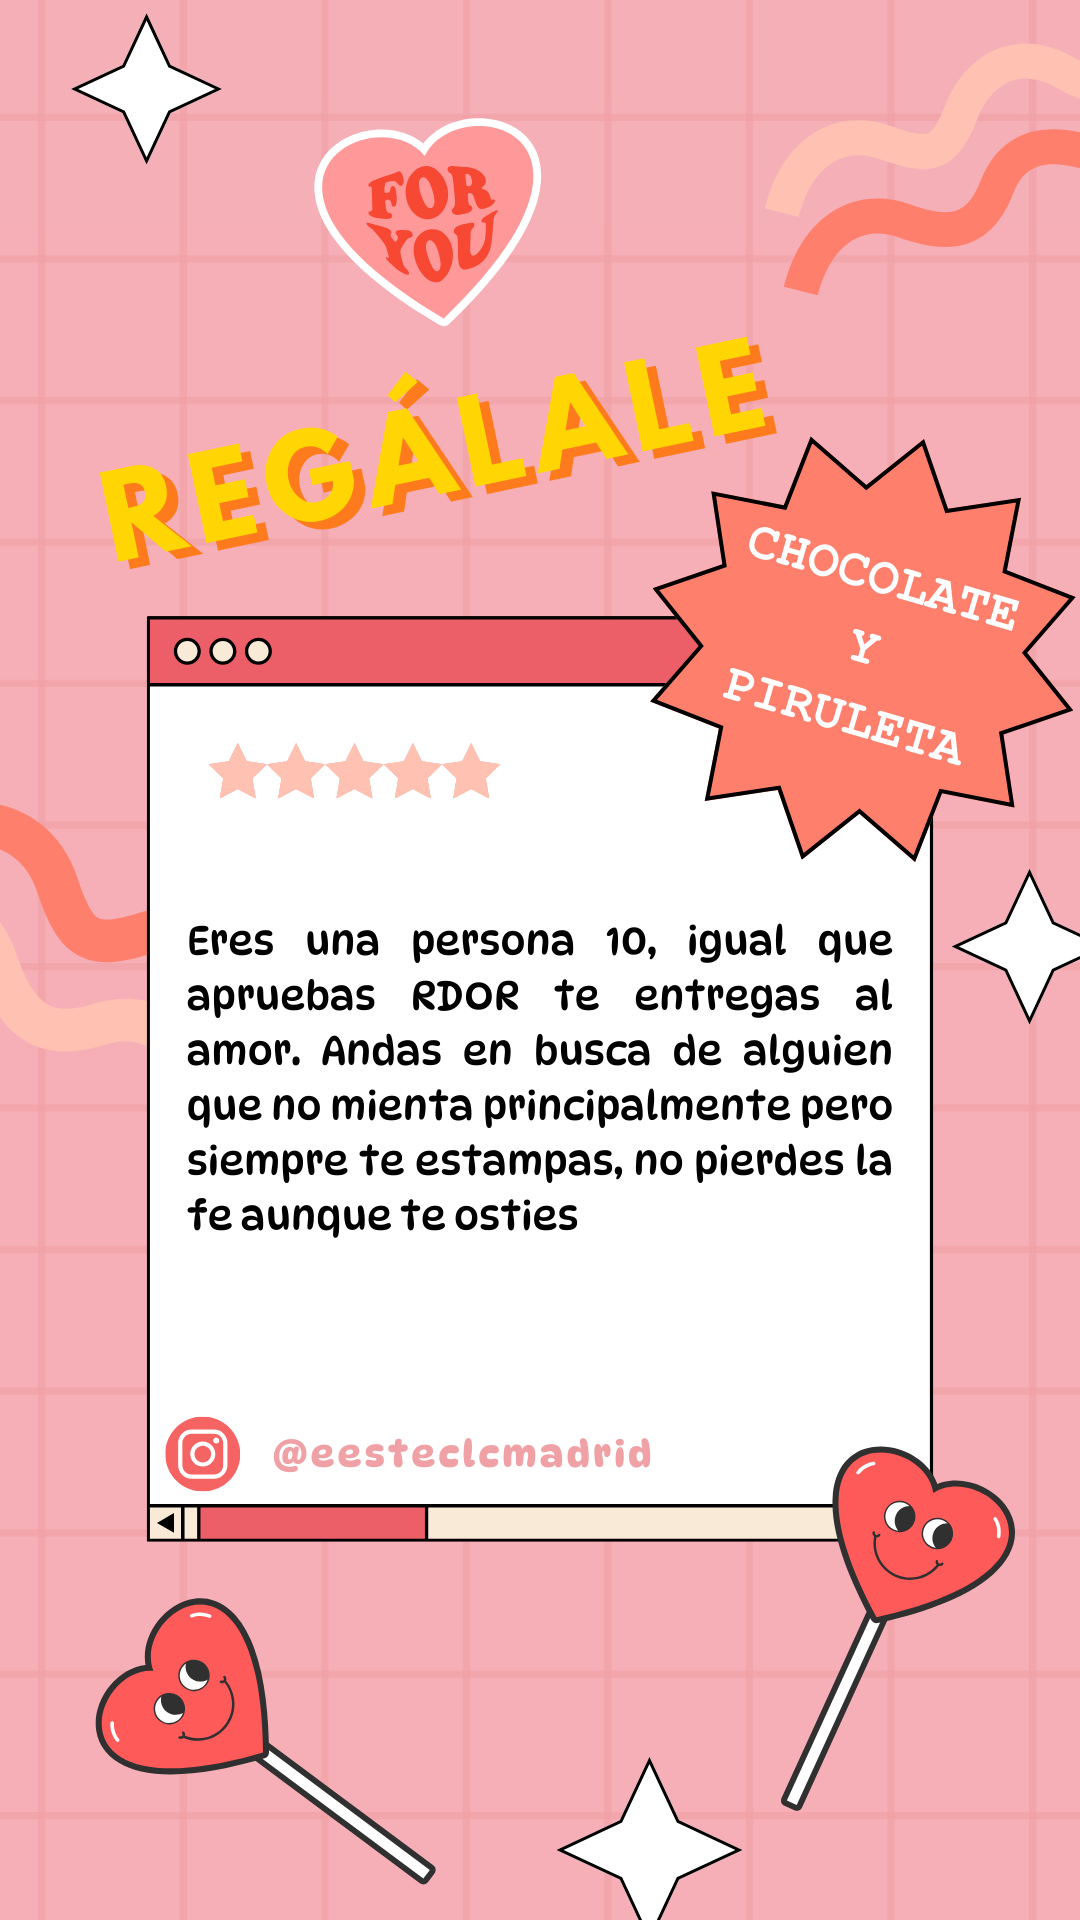 FOR
YOU
REGÁLALE
CHOCOLATE
Y
PIRULETA
Eres una persona 10, igual que
apruebas RDOR te entregas al
amor. Andas en busca de alguien
que no mienta principalmente pero
siempre te estampas, no pierdes la
fe aunque te osties
@eesteclcmadrid